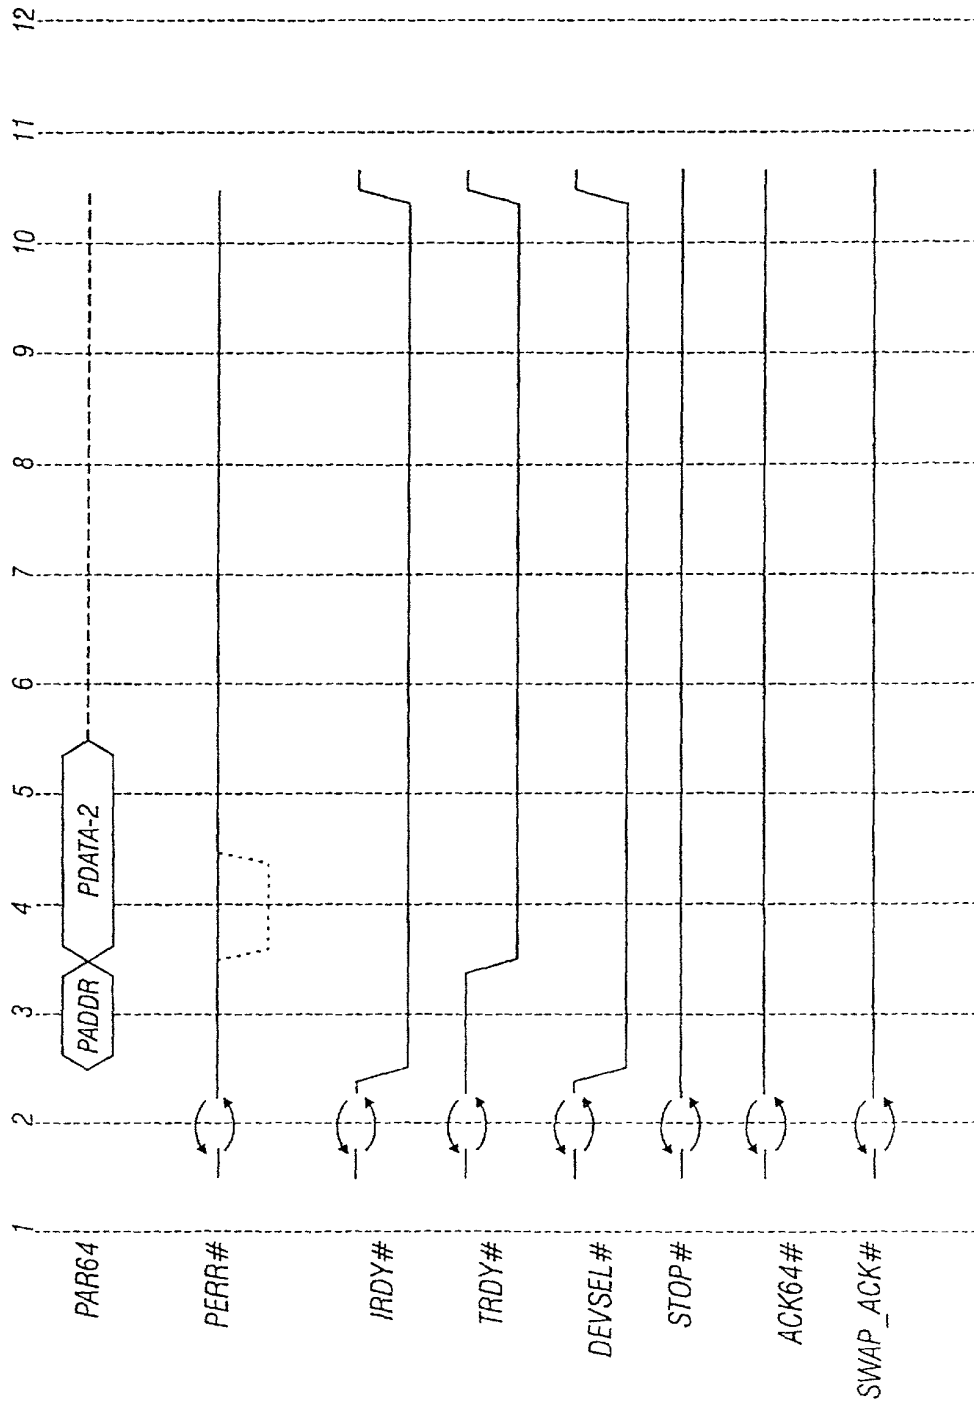 1 2 3 4 5 6 7 8 9 10 11 12
PAR64 PADDR PDATA-2
PERR#
IRDY#
TRDY#
DEVSEL#
STOP#
ACK64#
SWAP_ACK#